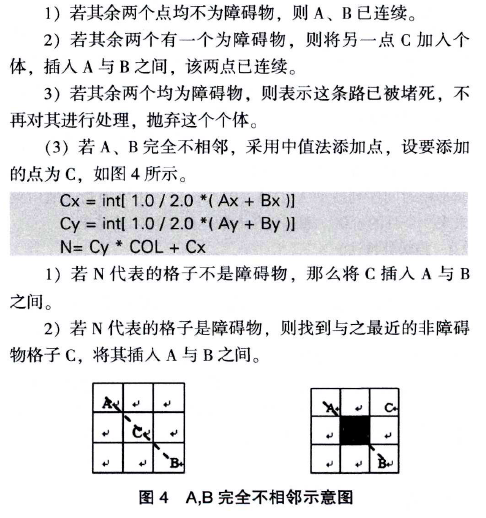 1）若其余两个点均不为障碍物，则 A、B 已连续。
2）若其余两个有一个为障碍物，则将另一点 C 加入个
体，插入 A 与 B 之间，该两点已连续。
3）若其余两个均为障碍物，则表示这条路已被堵死，不
再对其进行处理，抛弃这个个体。
（3）若 A、B 完全不相邻，采用中值法添加点，设要添加
的点为 C，如图 4 所示。
Cx = int[ 1.0 / 2.0 *( Ax + Bx )]
Cy = int[ 1.0 / 2.0 *( Ay + By )]
N= Cy * COL + Cx
1）若 N 代表的格子不是障碍物，那么将 C 插入 A 与 B
之间。
2）若 N 代表的格子是障碍物，则找到与之最近的非障碍
物格子 C，将其插入 A 与 B 之间。
A↵ ↵ ↵
↵ C↵ ↵
↵ ↵ B↵
A↵ ↵ C↵
↵ ↵
↵ ↵ B↵
图 4 A,B 完全不相邻示意图